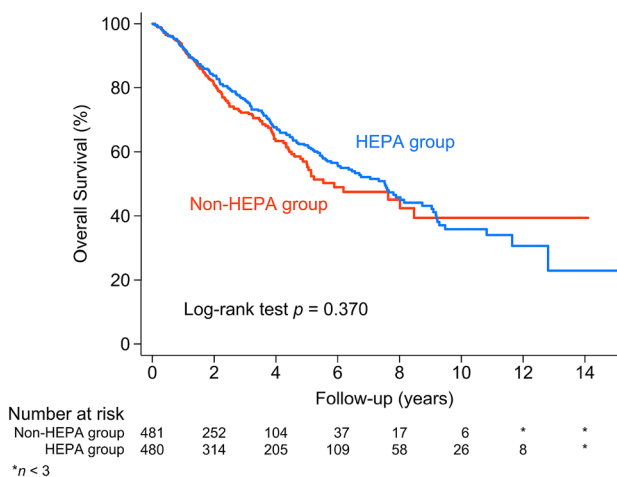 100
80
60
40
20
0
Overall Survival (%)
HEPA group
Non-HEPA group
Log-rank test p = 0.370
0 2 4 6 8 10 12 14
Follow-up (years)
Number at risk
Non-HEPA group 481 252 104 37 17 6 * *
HEPA group 480 314 205 109 58 26 8 *
*n < 3